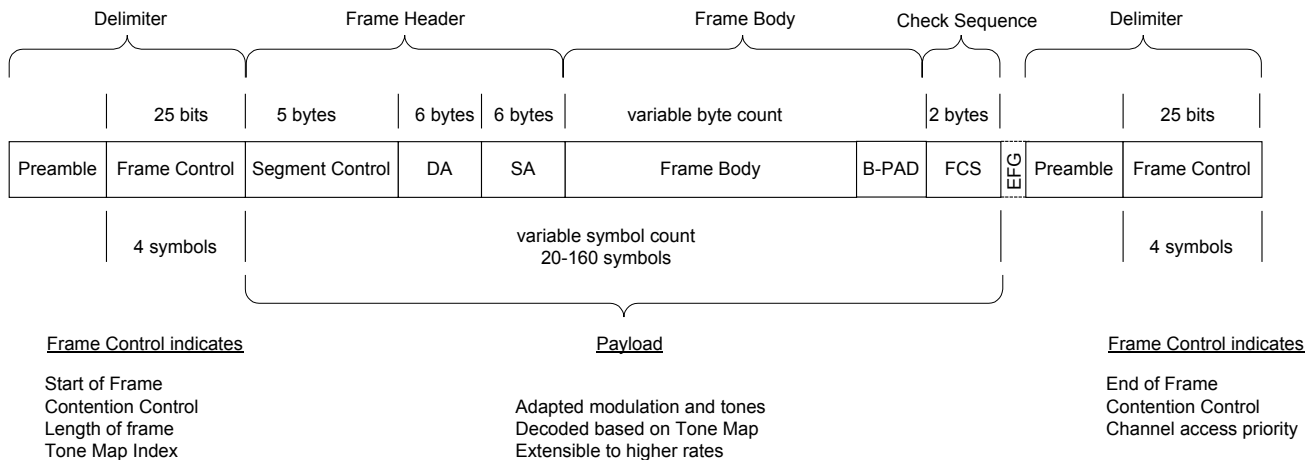 Delimiter Frame Header Frame Body Check Sequence Delimiter
25 bits 5 bytes 6 bytes 6 bytes variable byte count 2 bytes 25 bits
Preamble Frame Control Segment Control DA SA Frame Body B-PAD FCS EFG Preamble Frame Control
4 symbols variable symbol count 4 symbols
20-160 symbols
Frame Control indicates Payload Frame Control indicates
Start of Frame End of Frame
Contention Control Adapted modulation and tones Contention Control
Length of frame Decoded based on Tone Map Channel access priority
Tone Map Index Extensible to higher rates